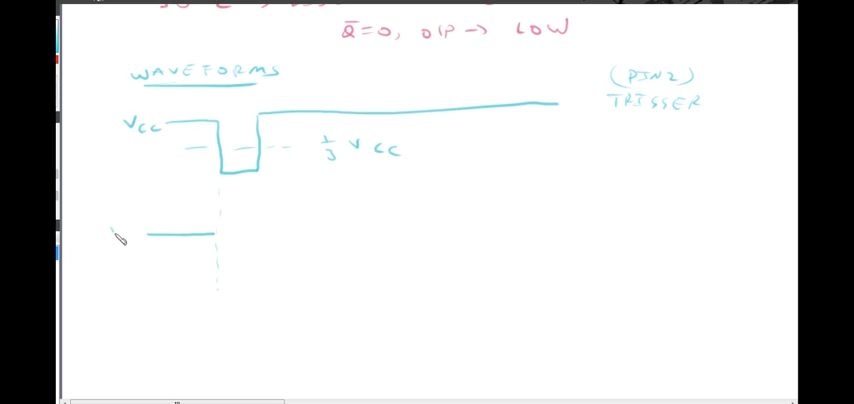 Q̅=0, O/P → LOW
WAVEFORMS
(PIN2)
TRIGGER
VCC
1/3 VCC